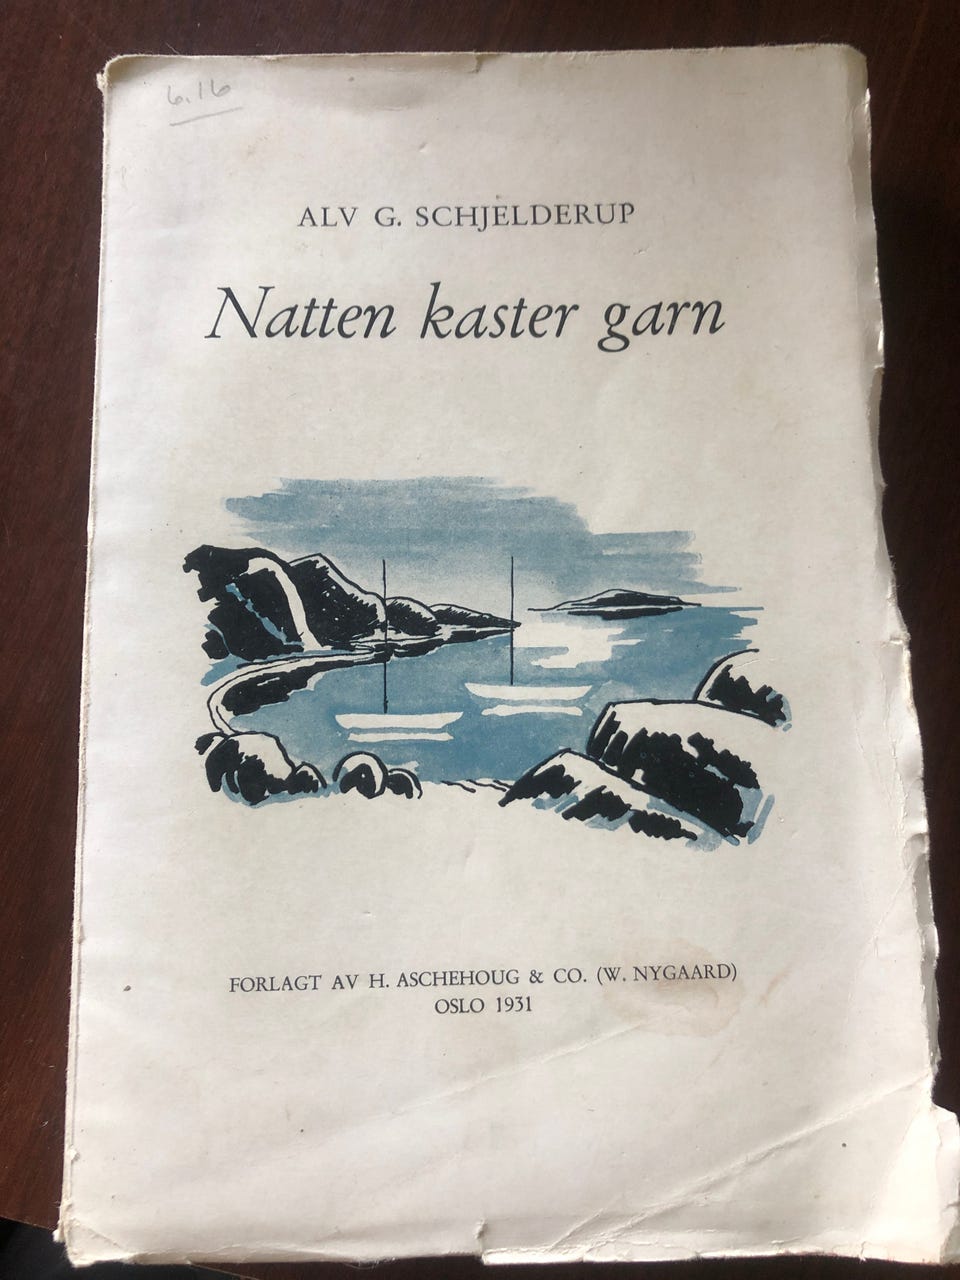 6.16
ALV G. SCHJELDERUP
Natten kaster garn
FORLAGT AV H. ASCHEHOUG & CO. (W. NYGAARD)
OSLO 1931